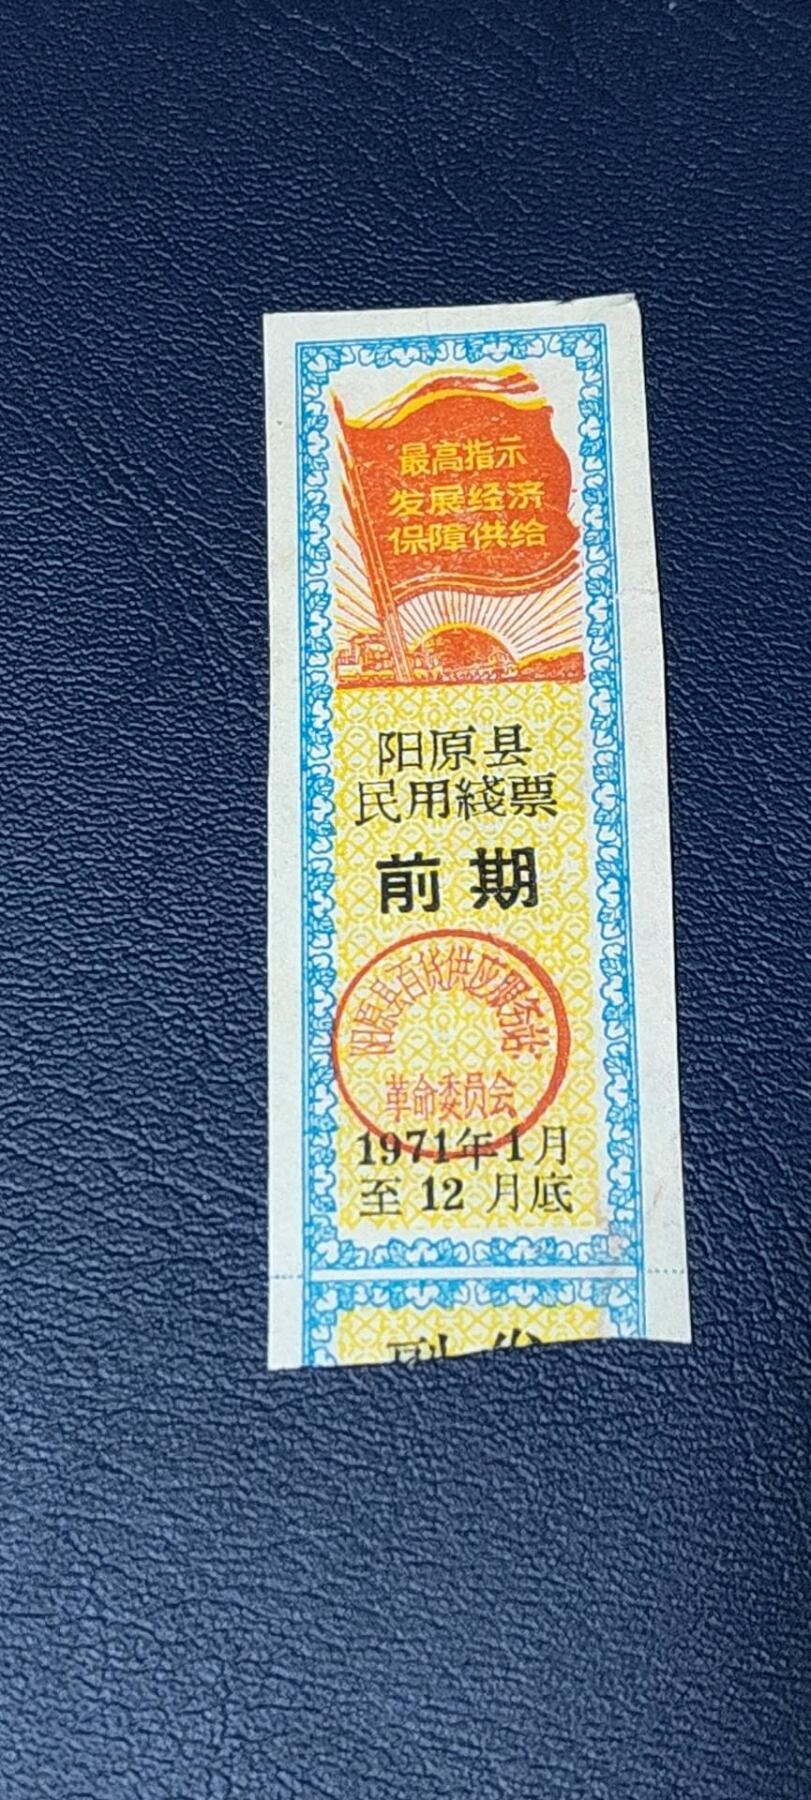 最高指示
发展经济
保障供给
阳原县
民用綫票
前期
阳原县百货供应服务站
革命委员会
1971年1月
至12月底